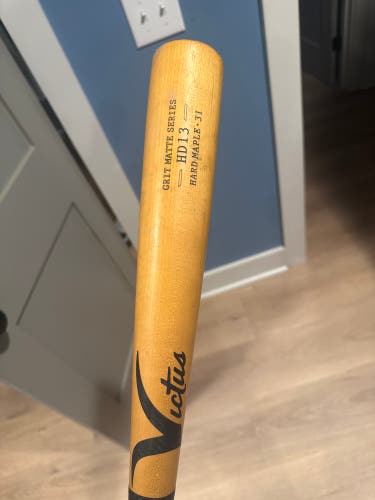 GRIT MATTE SERIES
HD13
HARD MAPLE • 31
Victus